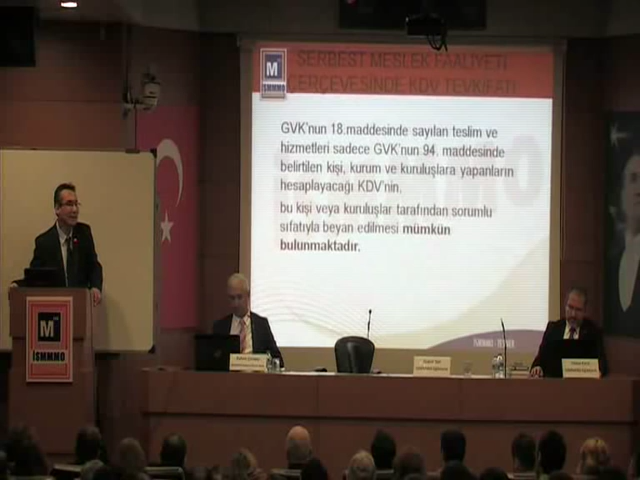 SERBEST MESLEK FAALİYETİ
ÇERÇEVESİNDE KDV TEVKİFATI
M
İSMMMO
GVK'nun 18.maddesinde sayılan teslim ve
hizmetleri sadece GVK'nun 94. maddesinde
belirtilen kişi, kurum ve kuruluşlara yapanların
hesaplayacağı KDV'nin,
bu kişi veya kuruluşlar tarafından sorumlu
sıfatıyla beyan edilmesi mümkün
bulunmaktadır.
M
İSMMMO